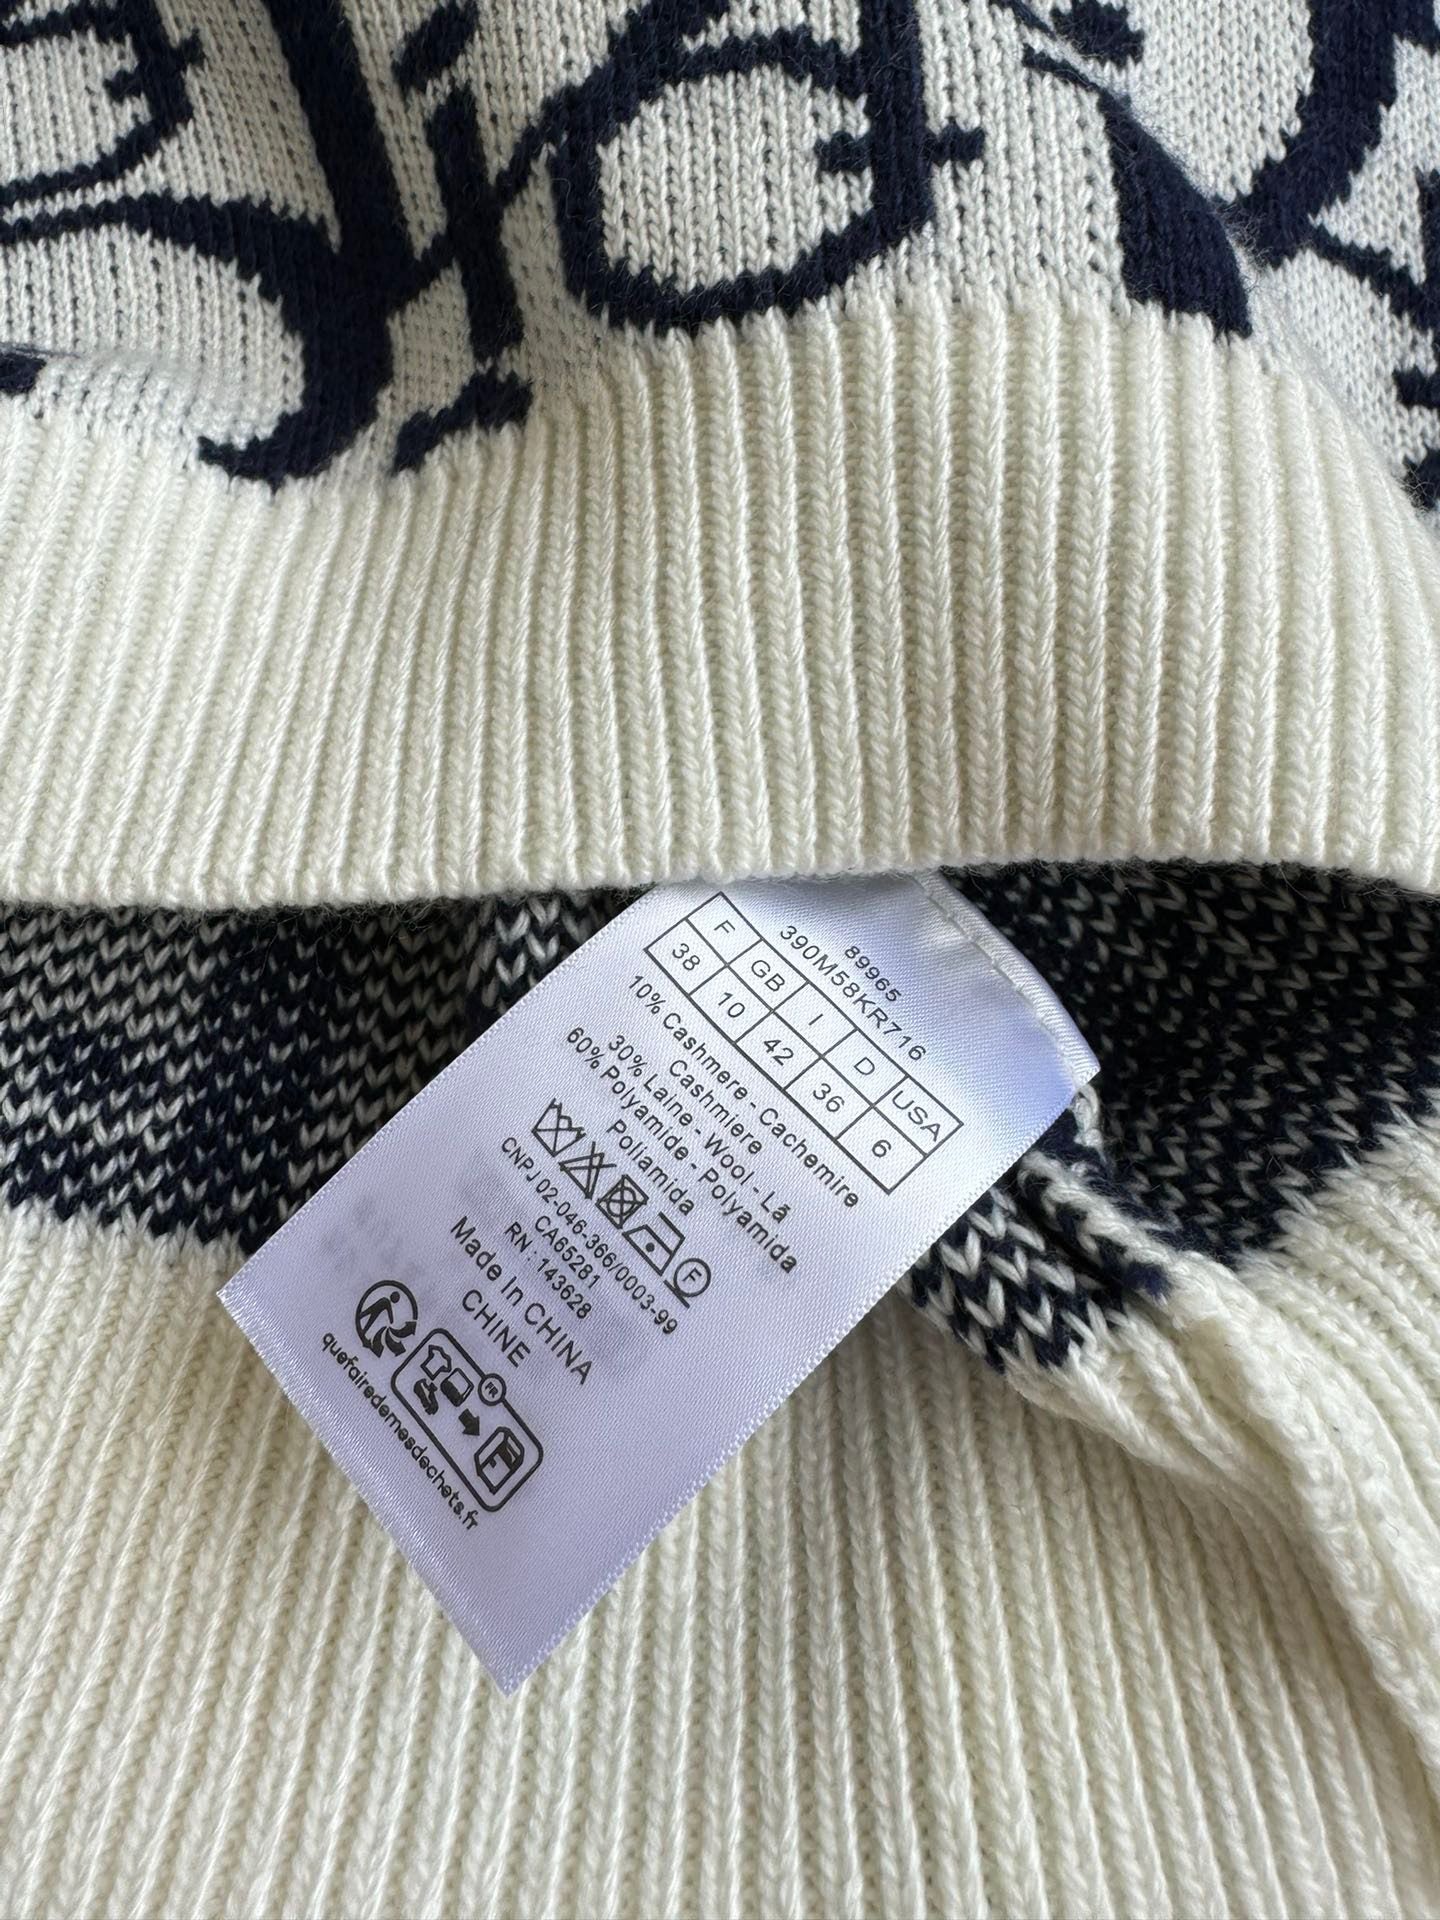 89965
390M58KR716
F GB I D USA
38 10 42 36 6
10% Cashmere - Cachemire
Cashmiere
30% Laine - Wool - Lã
60% Polyamide - Polyamida
Poliamida
F
CNPJ 02-046-366/0003-99
CA65281
RN : 143628
Made In CHINA
CHINE
FR
quefairedemesdechets.fr